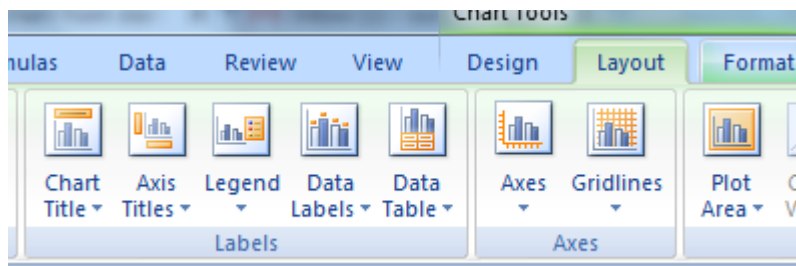 Chart Tools
mulas Data Review View Design Layout Format
Chart Title Axis Titles Legend Data Labels Data Table Axes Gridlines Plot Area
Labels Axes